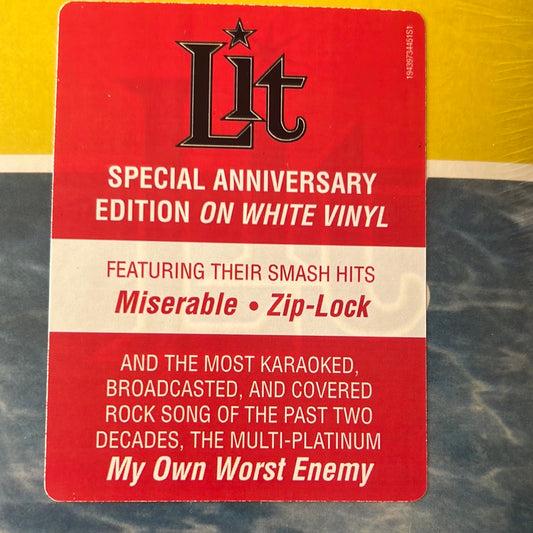 Lit
19439734451S1
SPECIAL ANNIVERSARY
EDITION ON WHITE VINYL
FEATURING THEIR SMASH HITS
Miserable • Zip-Lock
AND THE MOST KARAOKED,
BROADCASTED, AND COVERED
ROCK SONG OF THE PAST TWO
DECADES, THE MULTI-PLATINUM
My Own Worst Enemy